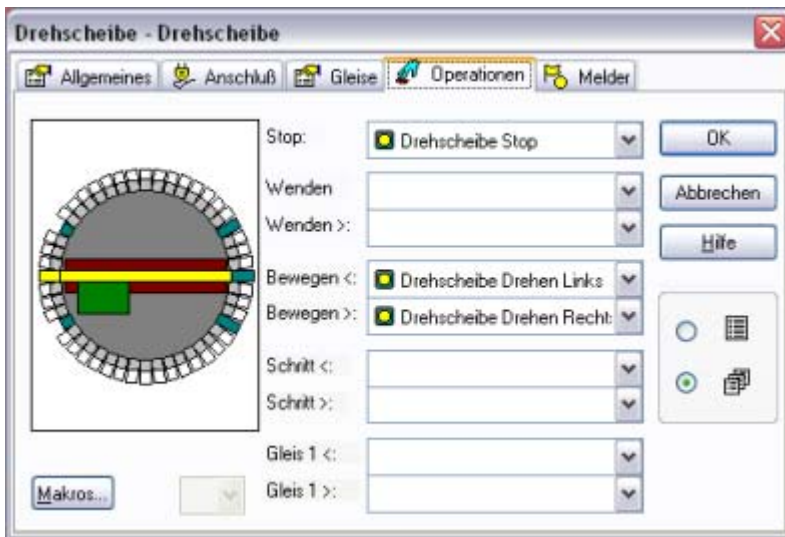 Drehscheibe - Drehscheibe
Allgemeines Anschluß Gleise Operationen Melder
Stop: Drehscheibe Stop OK
Wenden Abbrechen
Wenden >: Hilfe
Bewegen <: Drehscheibe Drehen Links
Bewegen >: Drehscheibe Drehen Rechts
Schritt <:
Schritt >:
Gleis 1 <:
Makros... Gleis 1 >: